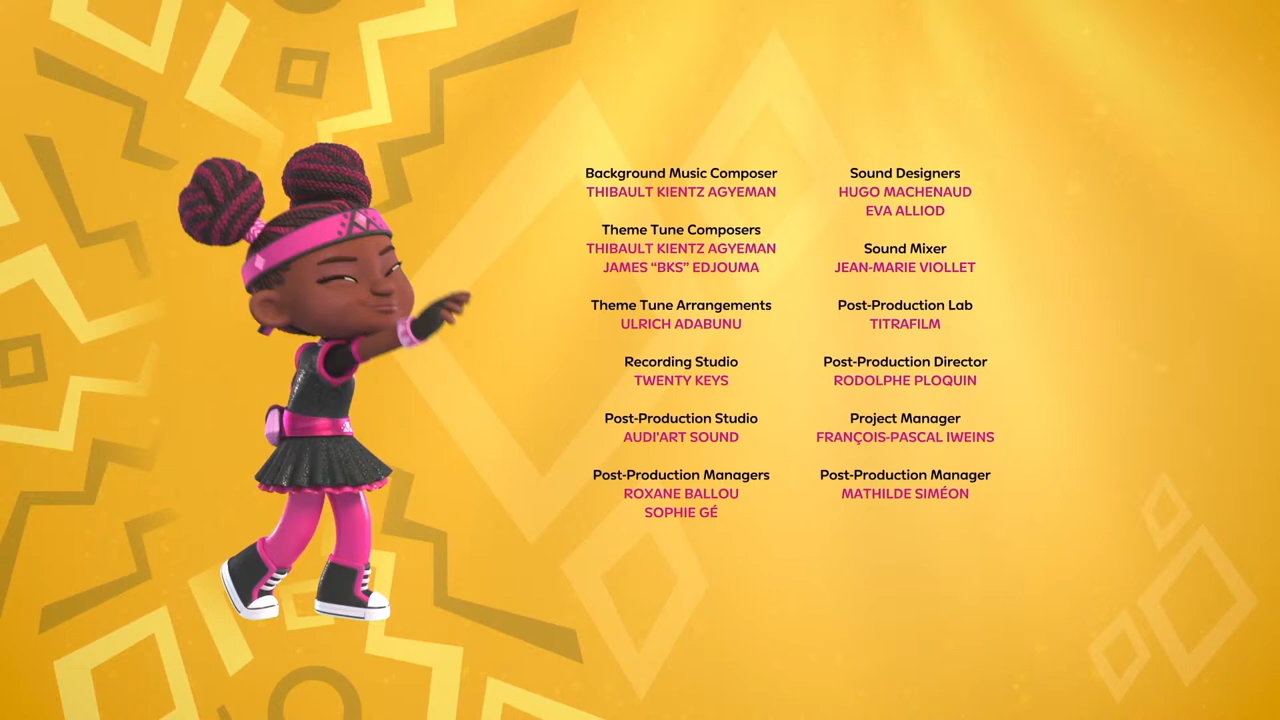 Background Music Composer
THIBAULT KIENTZ AGYEMAN
Theme Tune Composers
THIBAULT KIENTZ AGYEMAN
JAMES “BKS” EDJOUMA
Theme Tune Arrangements
ULRICH ADABUNU
Recording Studio
TWENTY KEYS
Post-Production Studio
AUDI'ART SOUND
Post-Production Managers
ROXANE BALLOU
SOPHIE GÉ
Sound Designers
HUGO MACHENAUD
EVA ALLIOD
Sound Mixer
JEAN-MARIE VIOLLET
Post-Production Lab
TITRAFILM
Post-Production Director
RODOLPHE PLOQUIN
Project Manager
FRANÇOIS-PASCAL IWEINS
Post-Production Manager
MATHILDE SIMÉON